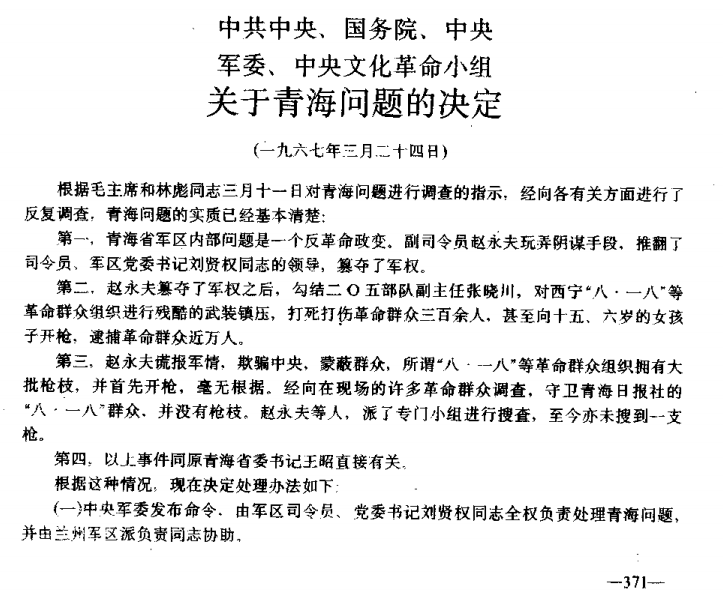 中共中央、国务院、中央
军委、中央文化革命小组
关于青海问题的决定
(一九六七年三月二十四日)
根据毛主席和林彪同志三月十一日对青海问题进行调查的指示，经向各有关方面进行了
反复调查，青海问题的实质已经基本清楚：
第一，青海省军区内部问题是一个反革命政变。副司令员赵永夫玩弄阴谋手段，推翻了
司令员、军区党委书记刘贤权同志的领导，篡夺了军权。
第二，赵永夫篡夺了军权之后，勾结二〇五部队副主任张晓川，对西宁“八·一八”等
革命群众组织进行残酷的武装镇压，打死打伤革命群众三百余人，甚至向十五、六岁的女孩
子开枪，逮捕革命群众近万人。
第三，赵永夫谎报军情，欺骗中央，蒙蔽群众，所谓“八·一八”等革命群众组织拥有大
批枪枝，并首先开枪，毫无根据。经向在现场的许多革命群众调查，守卫青海日报社的
“八·一八”群众、并没有枪枝。赵永夫等人，派了专门小组进行搜查，至今亦未搜到一支
枪。
第四，以上事件同原青海省委书记王昭直接有关。
根据这种情况，现在决定处理办法如下：
(一)中央军委发布命令、由军区司令员、党委书记刘贤权同志全权负责处理青海问题，
并由兰州军区派负责同志协助。
—371—